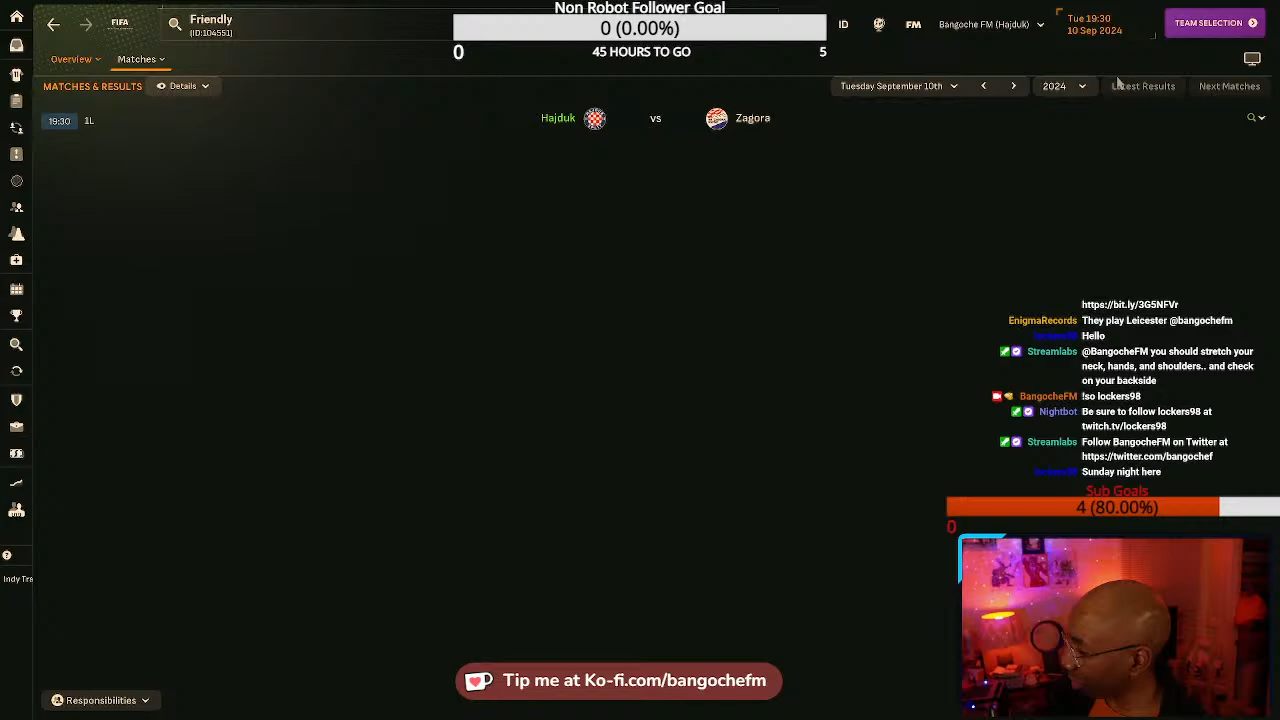 Non Robot Follower Goal
0 (0.00%)
0
45 HOURS TO GO
5
FIFA
Friendly
(ID:104551)
ID
FM
Bangoche FM (Hajduk)
Tue 19:30
10 Sep 2024
TEAM SELECTION
Overview
Matches
MATCHES & RESULTS
Details
Tuesday September 10th
2024
Latest Results
Next Matches
19:30
1L
Hajduk
vs
Zagora
https://bit.ly/3G5NFVr
EnigmaRecords They play Leicester @bangochefm
lockers98 Hello
Streamlabs @BangocheFM you should stretch your
neck, hands, and shoulders.. and check
on your backside
BangocheFM !so lockers98
Nightbot Be sure to follow lockers98 at
twitch.tv/lockers98
Streamlabs Follow BangocheFM on Twitter at
https://twitter.com/bangochef
lockers98 Sunday night here
Sub Goals
4 (80.00%)
0
Indy Tre
Tip me at Ko-fi.com/bangochefm
Responsibilities